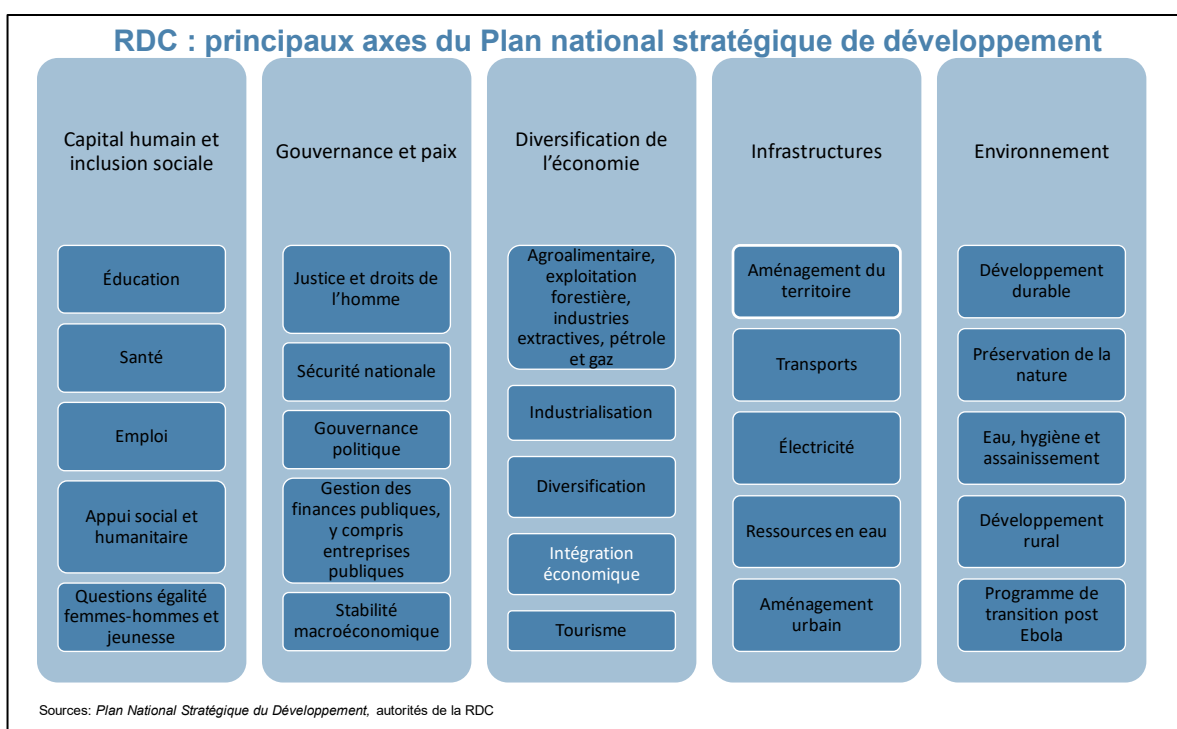 RDC : principaux axes du Plan national stratégique de développement
Capital humain et
inclusion sociale
Éducation
Santé
Emploi
Appui social et
humanitaire
Questions égalité
femmes-hommes et
jeunesse
Gouvernance et paix
Justice et droits de
l’homme
Sécurité nationale
Gouvernance
politique
Gestion des
finances publiques,
y compris
entreprises
publiques
Stabilité
macroéconomique
Diversification de
l’économie
Agroalimentaire,
exploitation
forestière,
industries
extractives, pétrole
et gaz
Industrialisation
Diversification
Intégration
économique
Tourisme
Infrastructures
Aménagement du
territoire
Transports
Électricité
Ressources en eau
Aménagement
urbain
Environnement
Développement
durable
Préservation de la
nature
Eau, hygiène et
assainissement
Développement
rural
Programme de
transition post
Ebola
Sources: Plan National Stratégique du Développement, autorités de la RDC